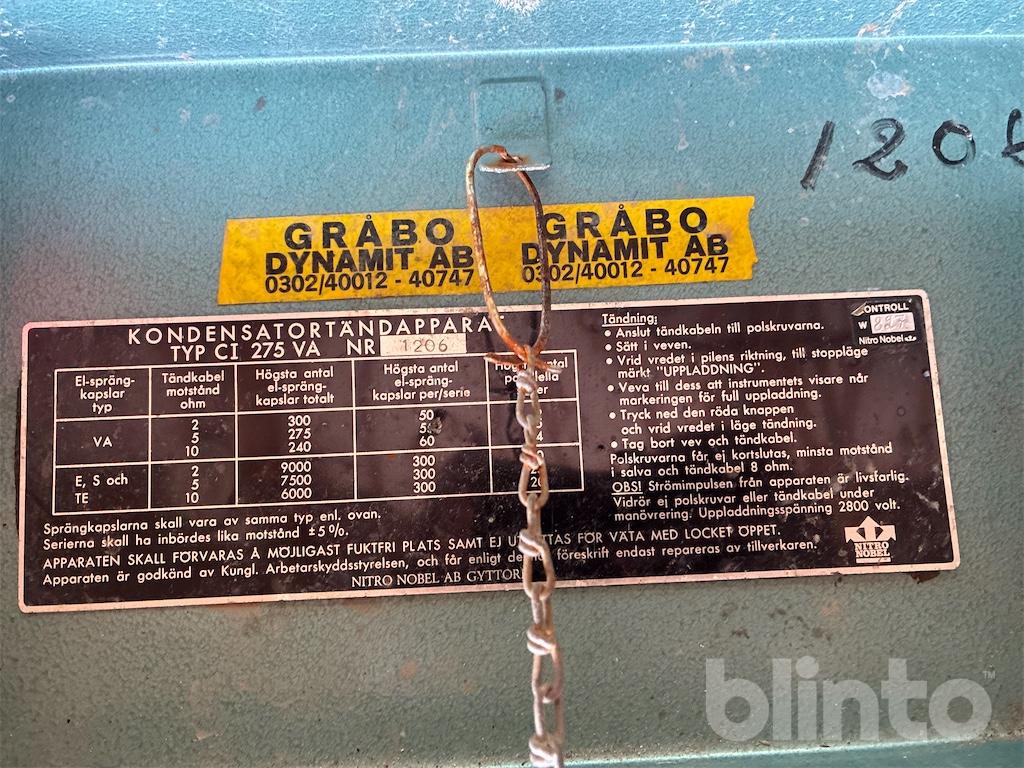 1206
GRÅBO
DYNAMIT AB
0302/40012 - 40747
GRÅBO
DYNAMIT AB
0302/40012 - 40747
KONDENSATORTÄNDAPPARA
TYP CI 275 VA NR 1206
El-spräng-
kapslar
typ
Tändkabel
motstånd
ohm
Högsta antal
el-spräng-
kapslar totalt
Högsta antal
el-spräng-
kapslar per/serie
VA
2 300 50
5 275
10 240 60 4
E, S och
TE
2 9000 300
5 7500 300
10 6000 300 20
Sprängkapslarna skall vara av samma typ enl. ovan.
Serierna skall ha inbördes lika motstånd ±5%.
APPARATEN SKALL FÖRVARAS Å MÖJLIGAST FUKTFRI PLATS SAMT EJ FÖR VÄTA MED LOCKET ÖPPET.
Apparaten är godkänd av Kungl. Arbetarskyddsstyrelsen, och får enligt föreskrift endast repareras av tillverkaren.
NITRO NOBEL AB GYTTOR
Tändning:
• Anslut tändkabeln till polskruvarna.
• Sätt i veven.
• Vrid vredet i pilens riktning, till stoppläge
märkt "UPPLADDNING".
• Veva till dess att instrumentets visare når
markeringen för full uppladdning.
• Tryck ned den röda knappen
och vrid vredet i läge tändning.
• Tag bort vev och tändkabel.
Polskruvarna får ej kortslutas, minsta motstånd
i salva och tändkabel 8 ohm.
OBS! Strömimpulsen från apparaten är livsfarlig.
Vidrör ej polskruvar eller tändkabel under
manövrering. Uppladdningsspänning 2800 volt.
CONTROLL
W
Nitro Nobel
NITRO
NOBEL
blinto™